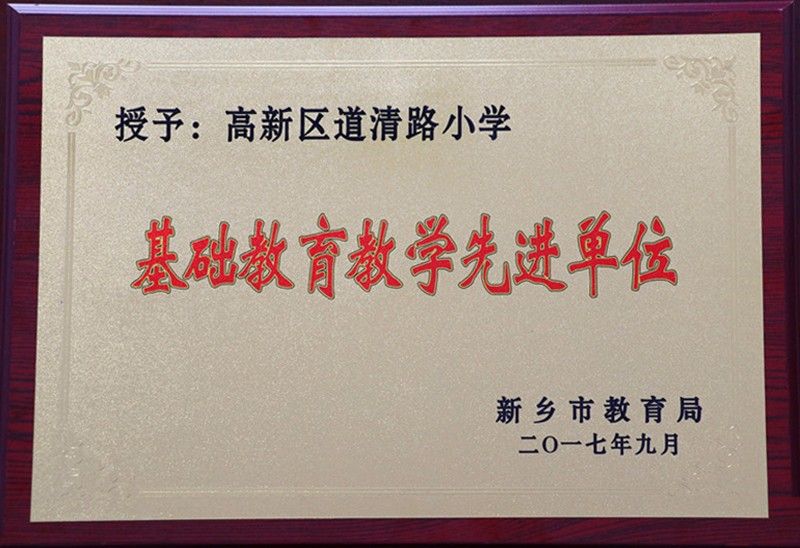 授予：高新区道清路小学
基础教育教学先进单位
新乡市教育局
二〇一七年九月